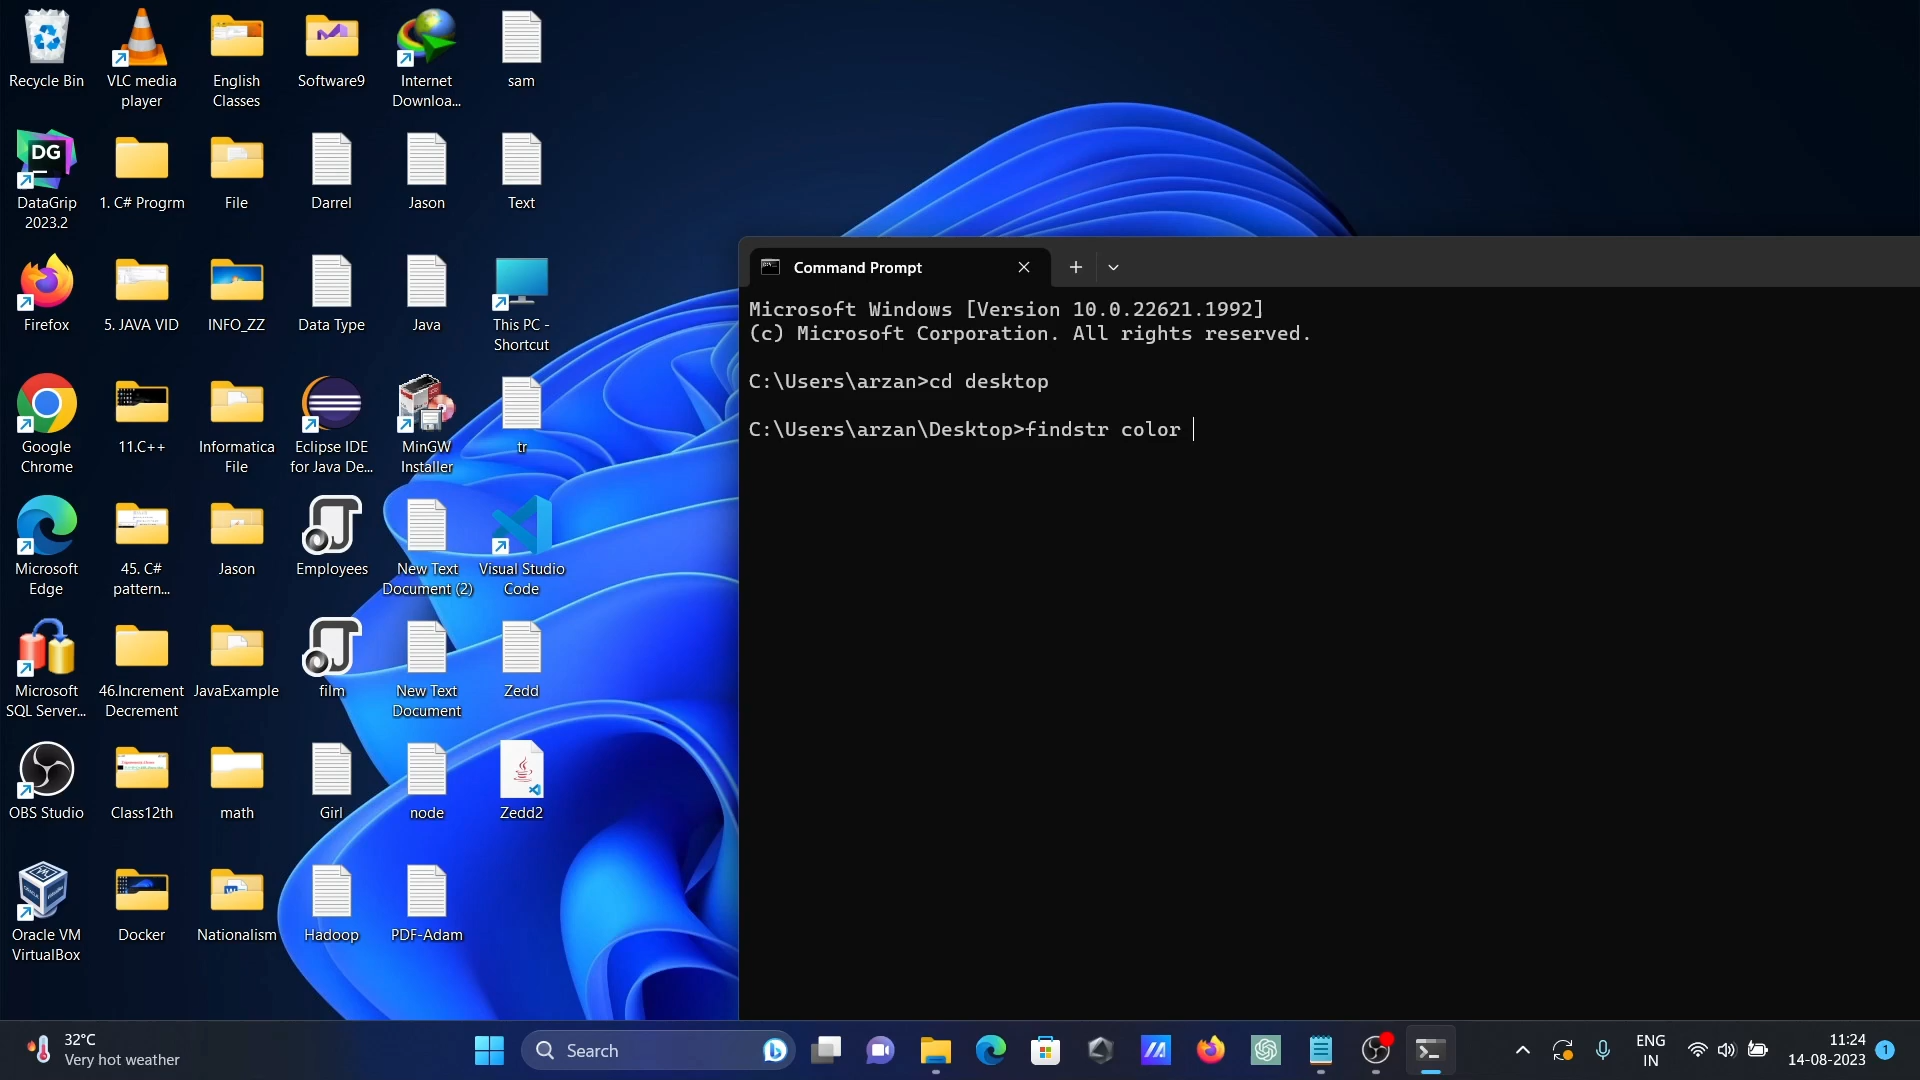 Recycle Bin
VLC media
player
English
Classes
Software9
Internet
Downloa...
sam
DG
DataGrip
2023.2
1. C# Progrm
File
Darrel
Jason
Text
Firefox
5. JAVA VID
INFO_ZZ
Data Type
Java
This PC -
Shortcut
Google
Chrome
11.C++
Informatica
File
Eclipse IDE
for Java De...
MinGW
Installer
tr
Microsoft
Edge
45. C#
pattern...
Jason
Employees
New Text
Document (2)
Visual Studio
Code
Microsoft
SQL Server...
46.Increment
Decrement
JavaExample
film
New Text
Document
Zedd
OBS Studio
Class12th
math
Girl
node
Zedd2
Oracle VM
VirtualBox
Docker
Nationalism
Hadoop
PDF-Adam
Command Prompt
Microsoft Windows [Version 10.0.22621.1992]
(c) Microsoft Corporation. All rights reserved.
C:\Users\arzan>cd desktop
C:\Users\arzan\Desktop>findstr color
32°C
Very hot weather
Search
ENG
IN
11:24
14-08-2023
1